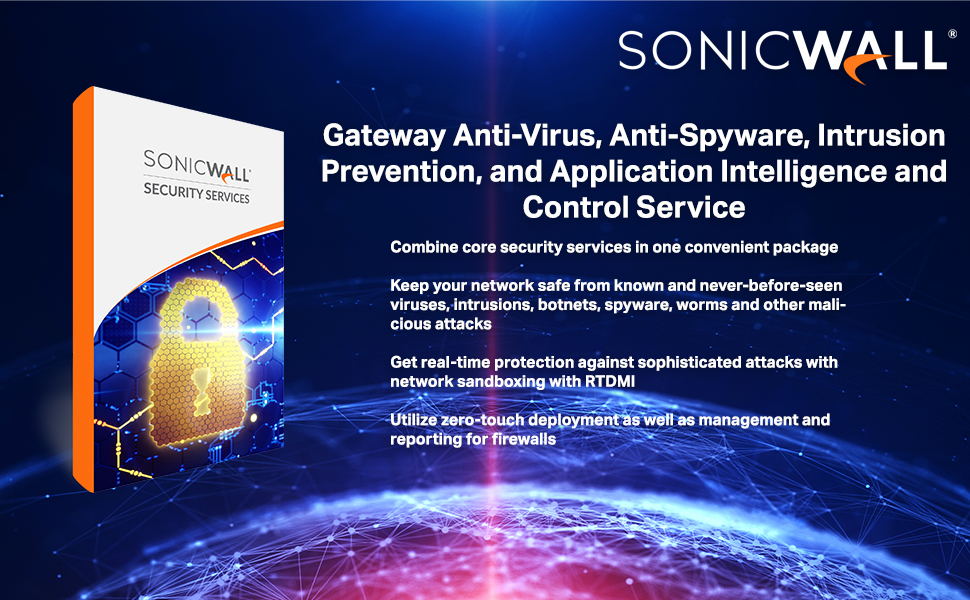 SONICWALL®
SONICWALL
SECURITY SERVICES
Gateway Anti-Virus, Anti-Spyware, Intrusion
Prevention, and Application Intelligence and
Control Service
Combine core security services in one convenient package
Keep your network safe from known and never-before-seen
viruses, intrusions, botnets, spyware, worms and other mali-
cious attacks
Get real-time protection against sophisticated attacks with
network sandboxing with RTDMI
Utilize zero-touch deployment as well as management and
reporting for firewalls